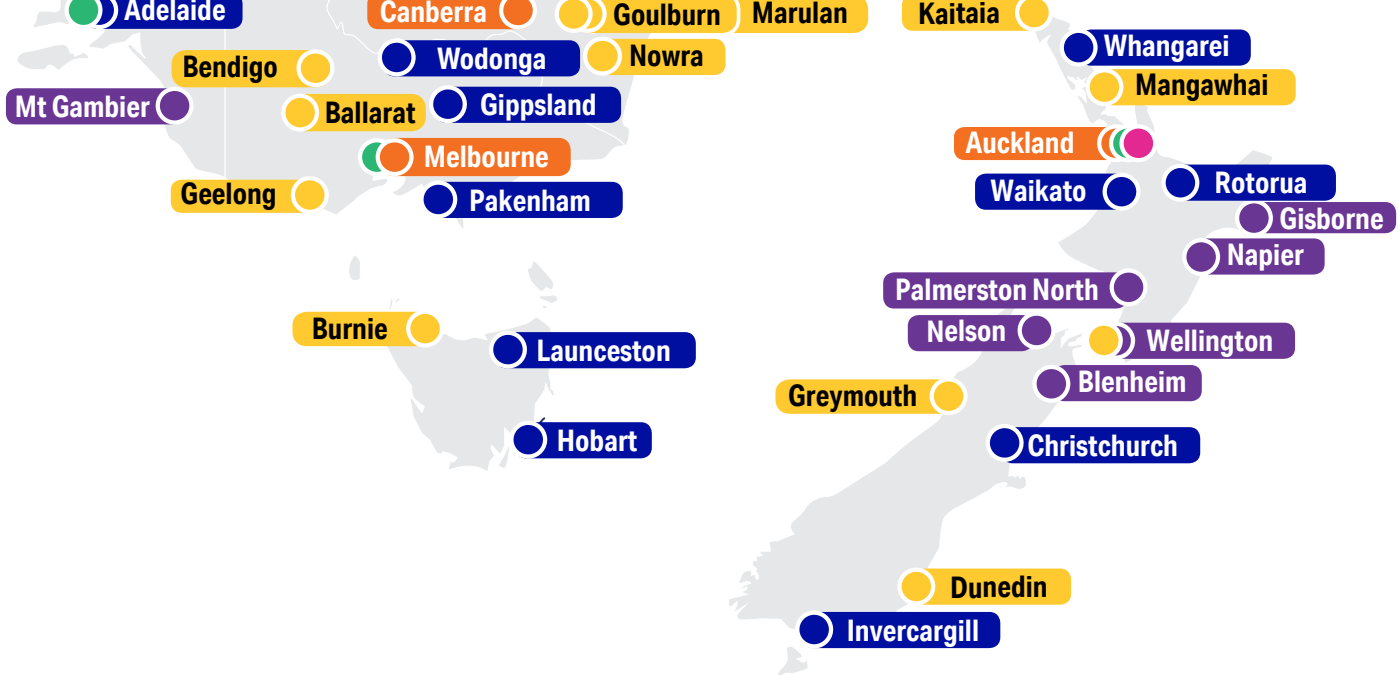 Adelaide
Canberra
Goulburn
Marulan
Kaitaia
Bendigo
Wodonga
Nowra
Whangarei
Mangawhai
Mt Gambier
Ballarat
Gippsland
Melbourne
Auckland
Geelong
Pakenham
Waikato
Rotorua
Gisborne
Napier
Palmerston North
Burnie
Launceston
Nelson
Wellington
Blenheim
Greymouth
Hobart
Christchurch
Dunedin
Invercargill